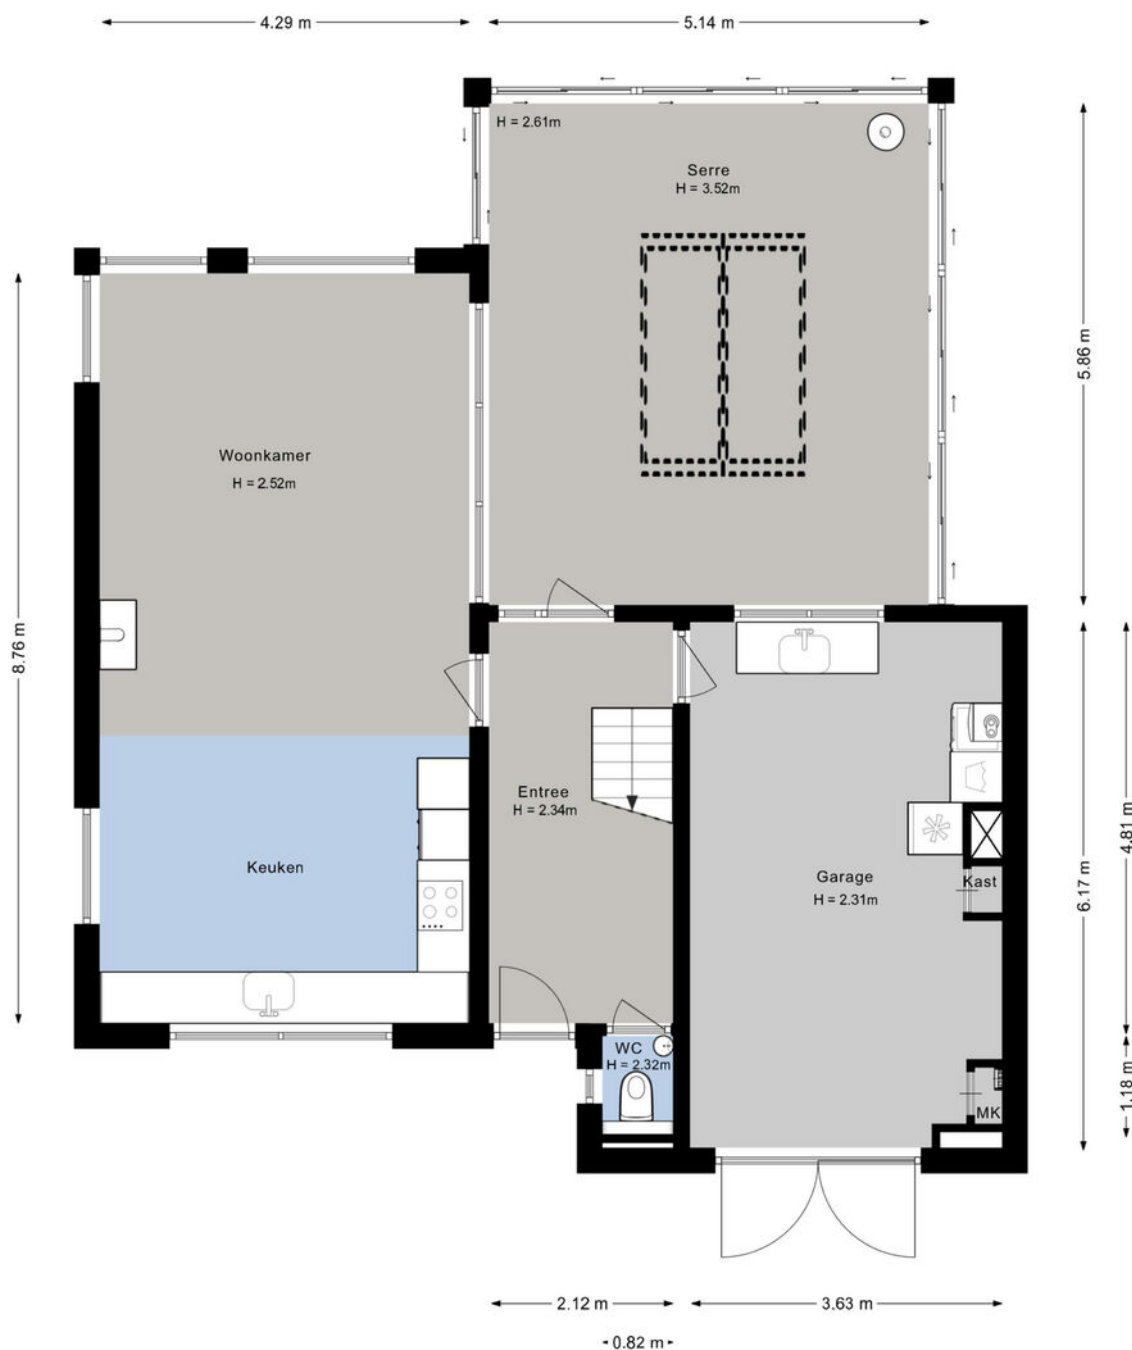 4.29 m
5.14 m
H = 2.61m
Serre
H = 3.52m
5.86 m
Woonkamer
H = 2.52m
8.76 m
Entree
H = 2.34m
Keuken
Garage
H = 2.31m
Kast
6.17 m
4.81 m
WC
H = 2.32m
MK
1.18 m
2.12 m
3.63 m
0.82 m